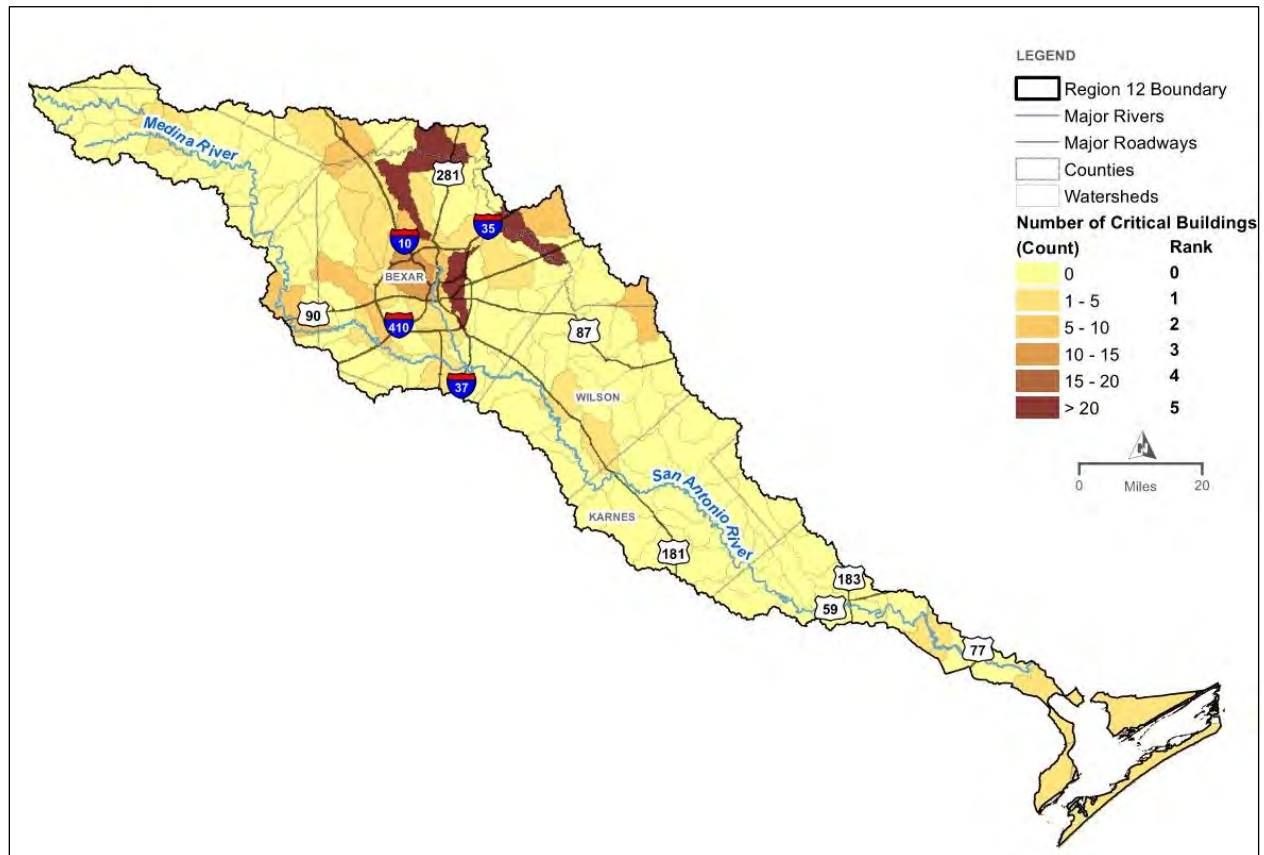 LEGEND
Region 12 Boundary
Major Rivers
Major Roadways
Counties
Watersheds
Number of Critical Buildings
(Count) Rank
0 0
1 - 5 1
5 - 10 2
10 - 15 3
15 - 20 4
> 20 5
0 Miles 20
Medina River
281
35
10
BEXAR
90
410
87
37
WILSON
San Antonio River
KARNES
181
183
59
77